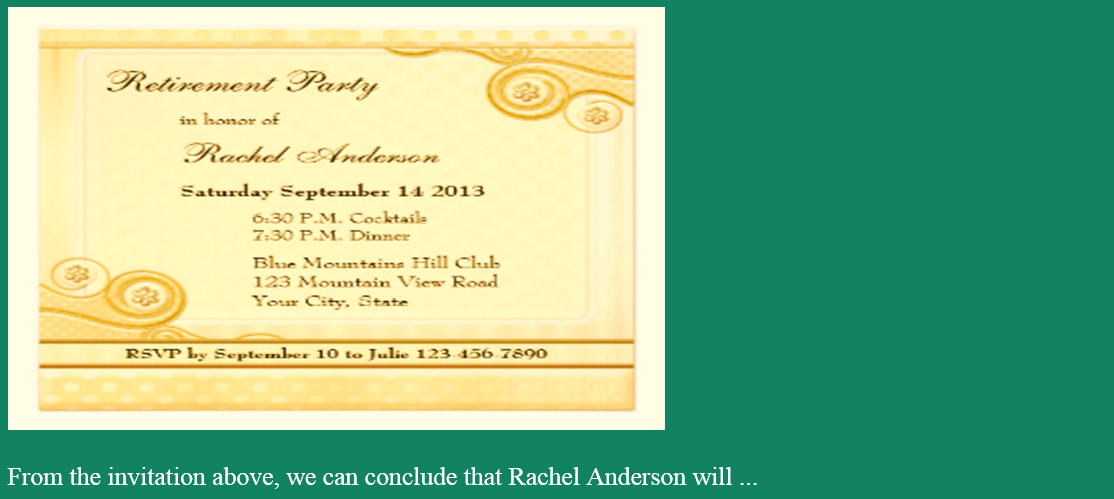 Retirement Party
in honor of
Rachel Anderson
Saturday September 14 2013
6:30 P.M. Cocktails
7:30 P.M. Dinner
Blue Mountains Hill Club
123 Mountain View Road
Your City, State
RSVP by September 10 to Julie 123-456-7890
From the invitation above, we can conclude that Rachel Anderson will ...